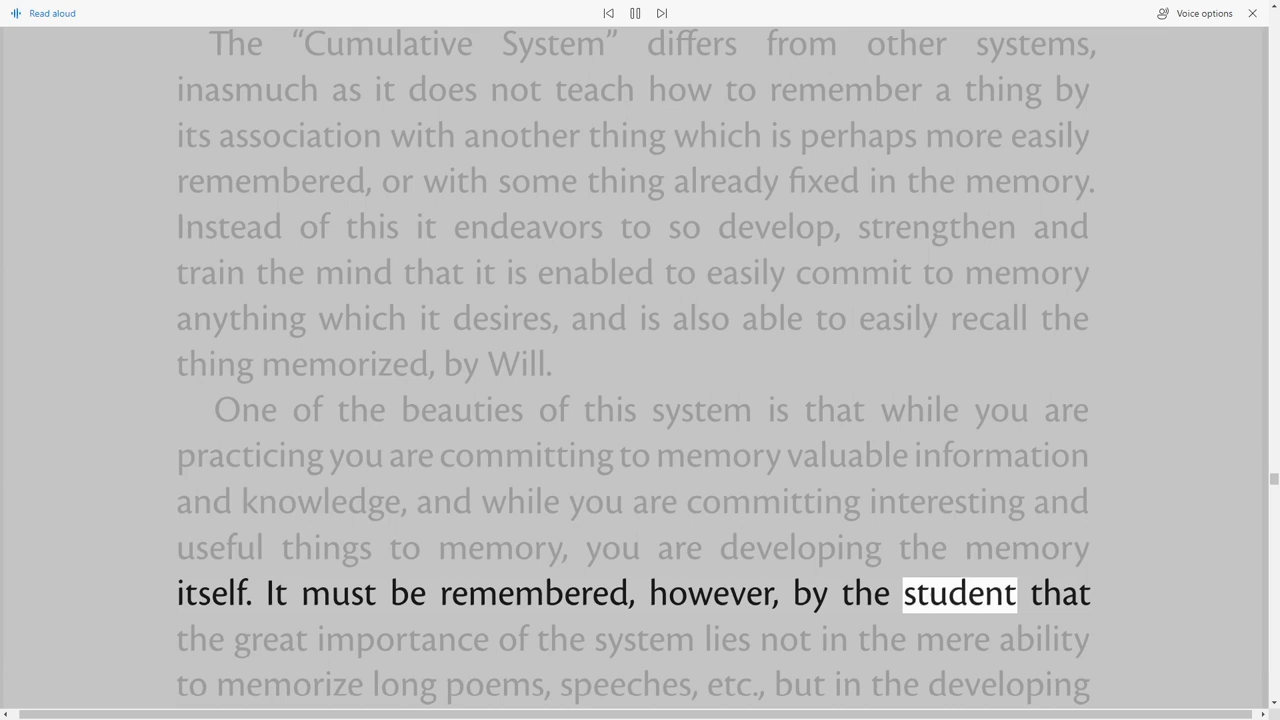 Read aloud
Voice options
The “Cumulative System” differs from other systems,
inasmuch as it does not teach how to remember a thing by
its association with another thing which is perhaps more easily
remembered, or with some thing already fixed in the memory.
Instead of this it endeavors to so develop, strengthen and
train the mind that it is enabled to easily commit to memory
anything which it desires, and is also able to easily recall the
thing memorized, by Will.
One of the beauties of this system is that while you are
practicing you are committing to memory valuable information
and knowledge, and while you are committing interesting and
useful things to memory, you are developing the memory
itself. It must be remembered, however, by the student that
the great importance of the system lies not in the mere ability
to memorize long poems, speeches, etc., but in the developing